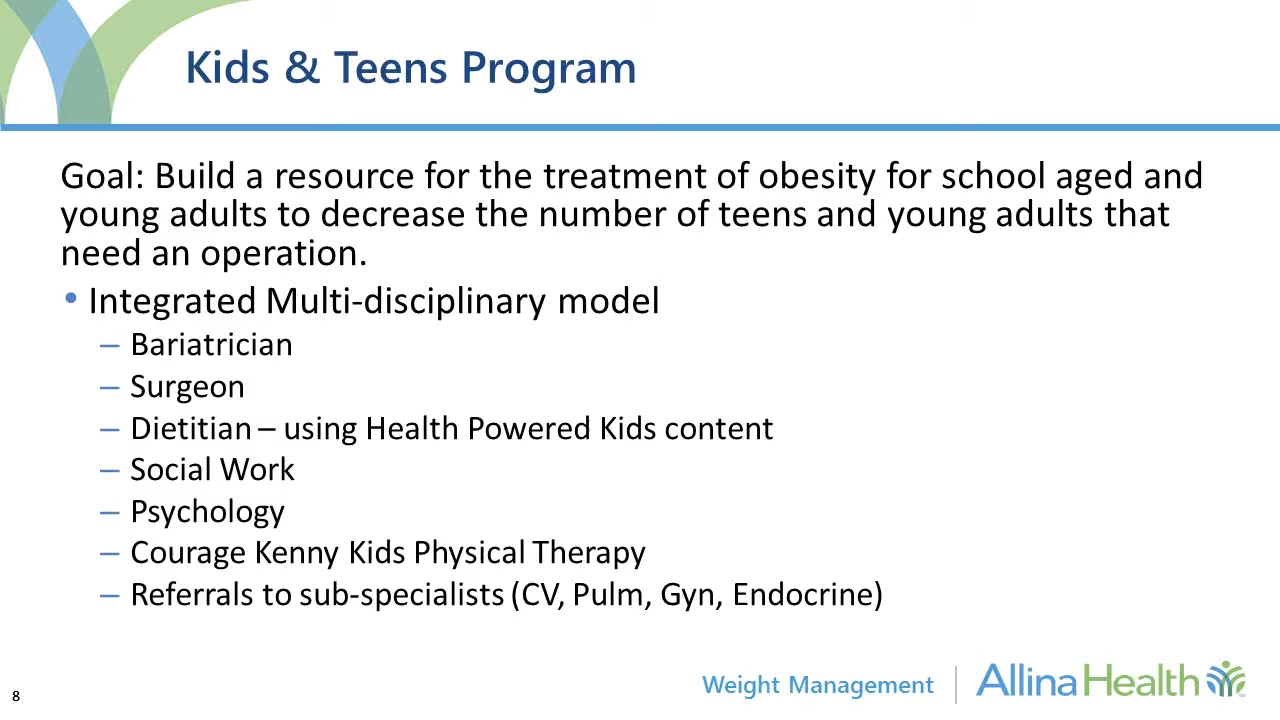 Kids & Teens Program
Goal: Build a resource for the treatment of obesity for school aged and
young adults to decrease the number of teens and young adults that
need an operation.
• Integrated Multi-disciplinary model
– Bariatrician
– Surgeon
– Dietitian – using Health Powered Kids content
– Social Work
– Psychology
– Courage Kenny Kids Physical Therapy
– Referrals to sub-specialists (CV, Pulm, Gyn, Endocrine)
8
Weight Management | Allina Health